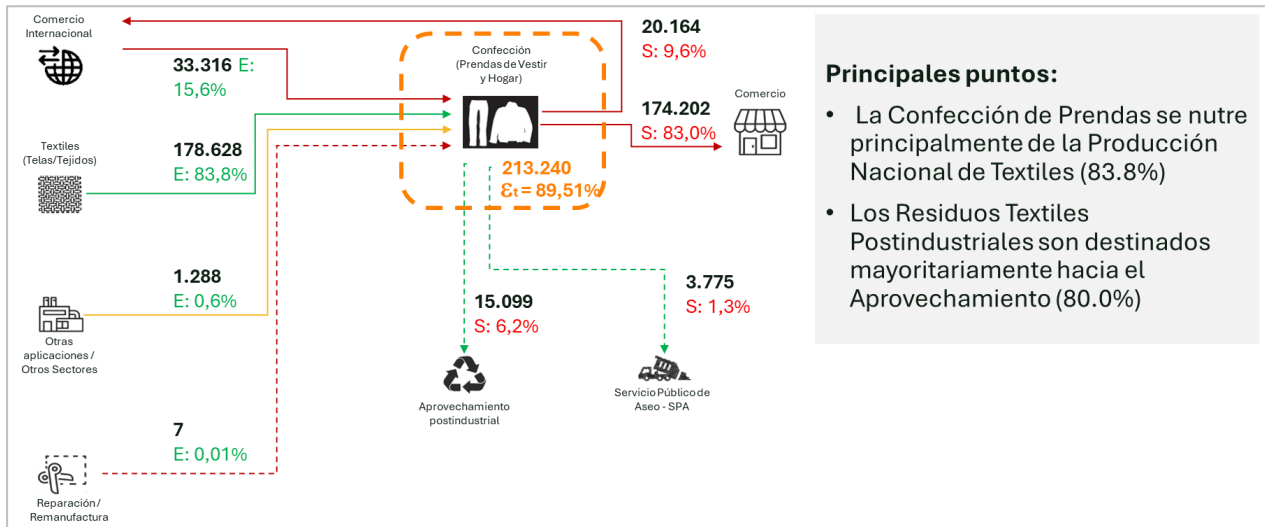 Comercio
Internacional
33.316 E:
15,6%
Textiles
(Telas/Tejidos)
178.628
E: 83,8%
1.288
E: 0,6%
Otras
aplicaciones /
Otros Sectores
7
E: 0,01%
Reparación /
Remanufactura
Confección
(Prendas de Vestir
y Hogar)
213.240
Ɛₜ = 89,51%
20.164
S: 9,6%
174.202
S: 83,0%
Comercio
15.099
S: 6,2%
Aprovechamiento
postindustrial
3.775
S: 1,3%
Servicio Público de
Aseo - SPA
Principales puntos:
• La Confección de Prendas se nutre
principalmente de la Producción
Nacional de Textiles (83.8%)
• Los Residuos Textiles
Postindustriales son destinados
mayoritariamente hacia el
Aprovechamiento (80.0%)